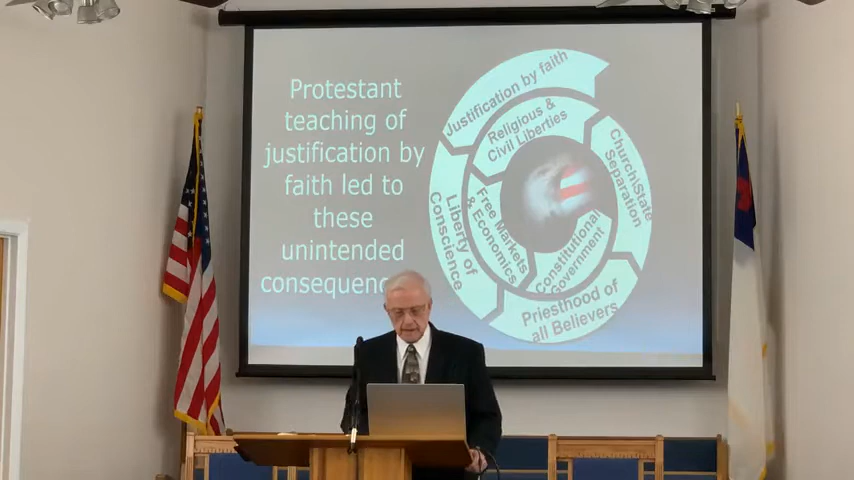 Protestant
teaching of
justification by
faith led to
these
unintended
consequences
Justification by faith
Religious &
Civil Liberties
Church\State
Separation
Liberty of
Conscience
Free Markets
& Economics
Constitutional
Government
Priesthood of
all Believers